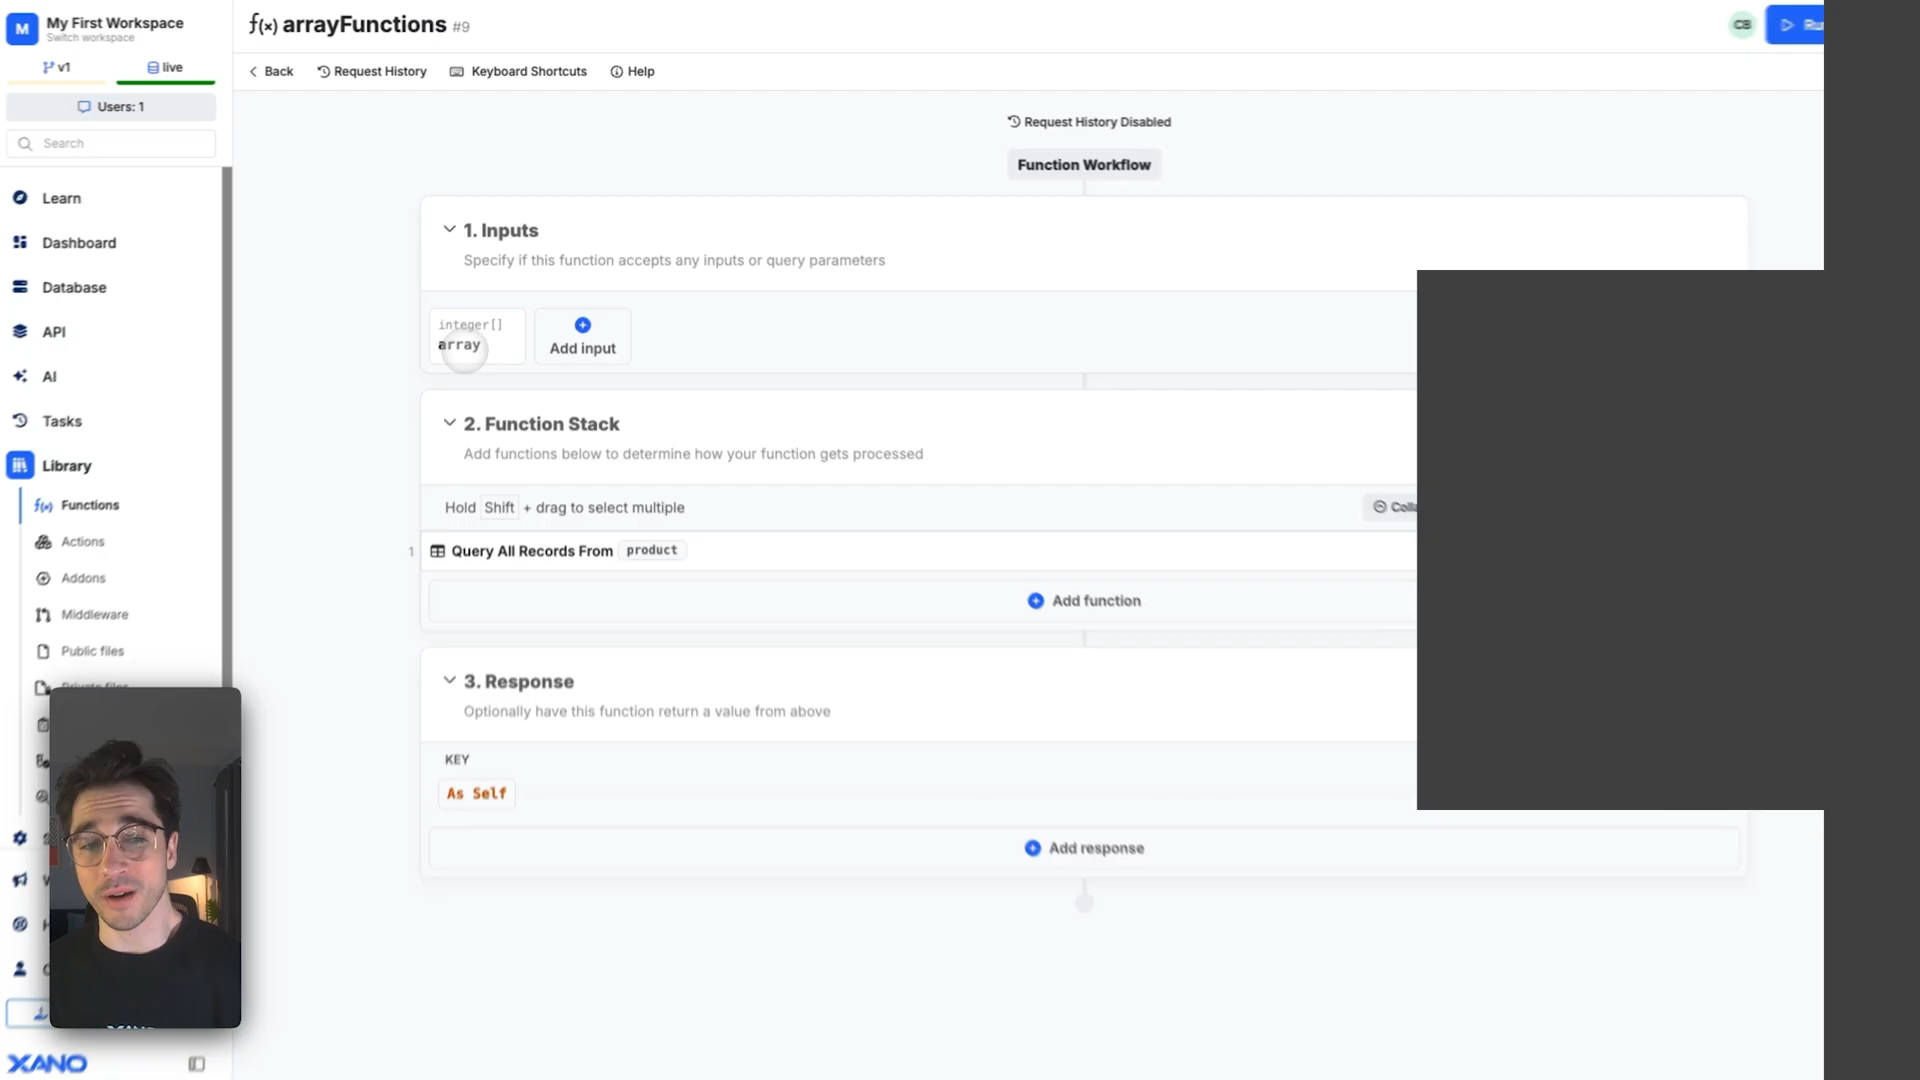 M
My First Workspace
Switch workspace
v1
live
Users: 1
Search
Learn
Dashboard
Database
API
AI
Tasks
Library
Functions
Actions
Addons
Middleware
Public files
Private files
XANO
f(x) arrayFunctions #9
CB
Back
Request History
Keyboard Shortcuts
Help
Request History Disabled
Function Workflow
1. Inputs
Specify if this function accepts any inputs or query parameters
integer[]
array
Add input
2. Function Stack
Add functions below to determine how your function gets processed
Hold Shift + drag to select multiple
1
Query All Records From product
Add function
3. Response
Optionally have this function return a value from above
KEY
As Self
Add response